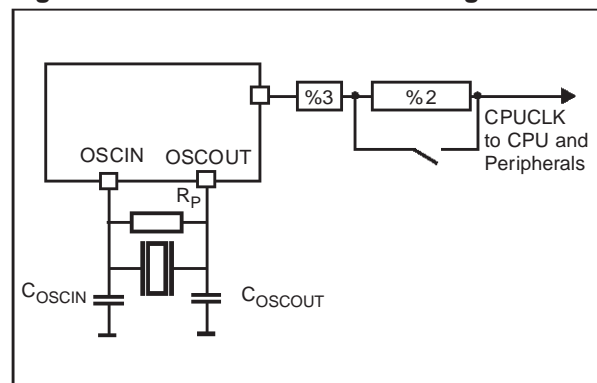 %3
%2
CPUCLK
to CPU and
Peripherals
OSCIN
OSCOUT
RP
COSCIN
COSCOUT